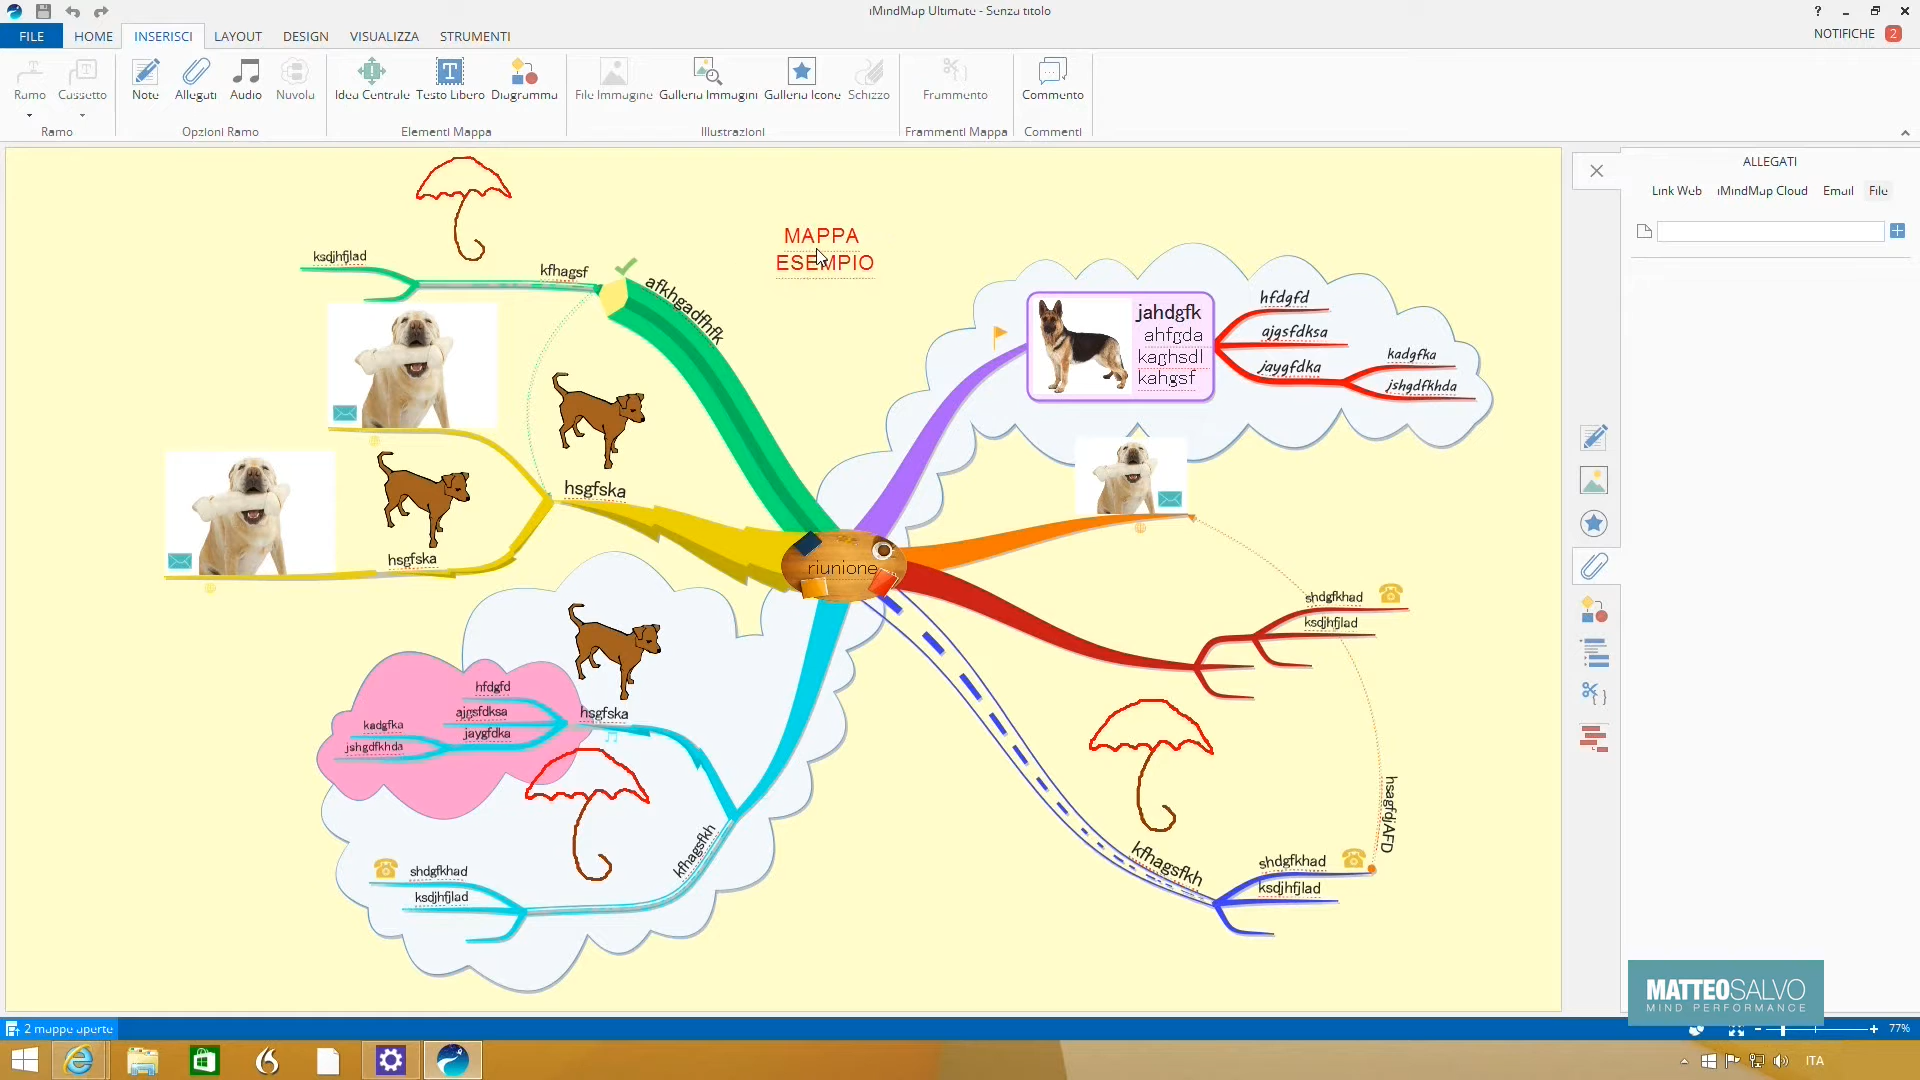 iMindMap Ultimate - Senza titolo
FILE HOME INSERISCI LAYOUT DESIGN VISUALIZZA STRUMENTI
NOTIFICHE 2
Ramo Cassetto Note Allegati Audio Nuvola Idea Centrale Testo Libero Diagramma File Immagine Galleria Immagini Galleria Icone Schizzo Frammento Commento
Ramo Opzioni Ramo Elementi Mappa Illustrazioni Frammenti Mappa Commenti
ALLEGATI
Link Web iMindMap Cloud Email File
MAPPA
ESEMPIO
ksdjhfjlad
kfhagsf
afkhgadfhfk
jahdgfk
ahfgda
kaghsdl
kahgsf
hfdgfd
ajgsfdksa
jaygfdka
kadgfka
jshgdfkhda
hsgfska
hsgfska
riunione
shdgfkhad
ksdjhfjlad
hfdgfd
ajgsfdksa
jaygfdka
kadgfka
jshgdfkhda
hsgfska
kfhagsfkh
shdgfkhad
ksdjhfjlad
hsagfdjAFD
kfhagsfkh
shdgfkhad
ksdjhfjlad
MATTEOSALVO
MIND PERFORMANCE
2 mappe aperte
77%
ITA